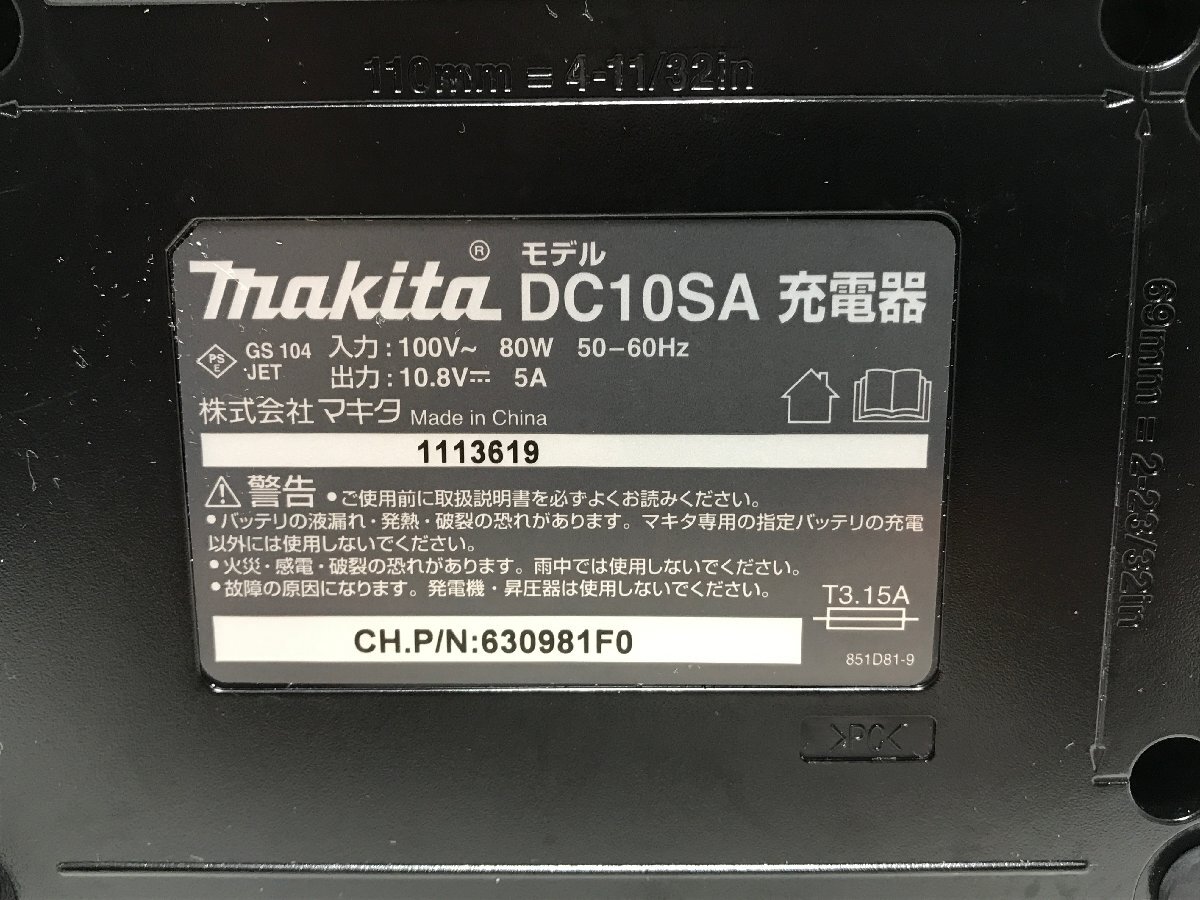 110mm = 4-11/32in
makita® モデル
DC10SA 充電器
PS E GS 104 入力:100V~ 80W 50-60Hz
JET 出力:10.8V⎓ 5A
株式会社 マキタ Made in China
1113619
⚠警告 •ご使用前に取扱説明書を必ずよくお読みください。
•バッテリの液漏れ・発熱・破裂の恐れがあります。マキタ専用の指定バッテリの充電
以外には使用しないでください。
•火災・感電・破裂の恐れがあります。雨中では使用しないでください。
•故障の原因になります。発電機・昇圧器は使用しないでください。
T3.15A
CH.P/N:630981F0
851D81-9
>PC<
69mm = 2-23/32in